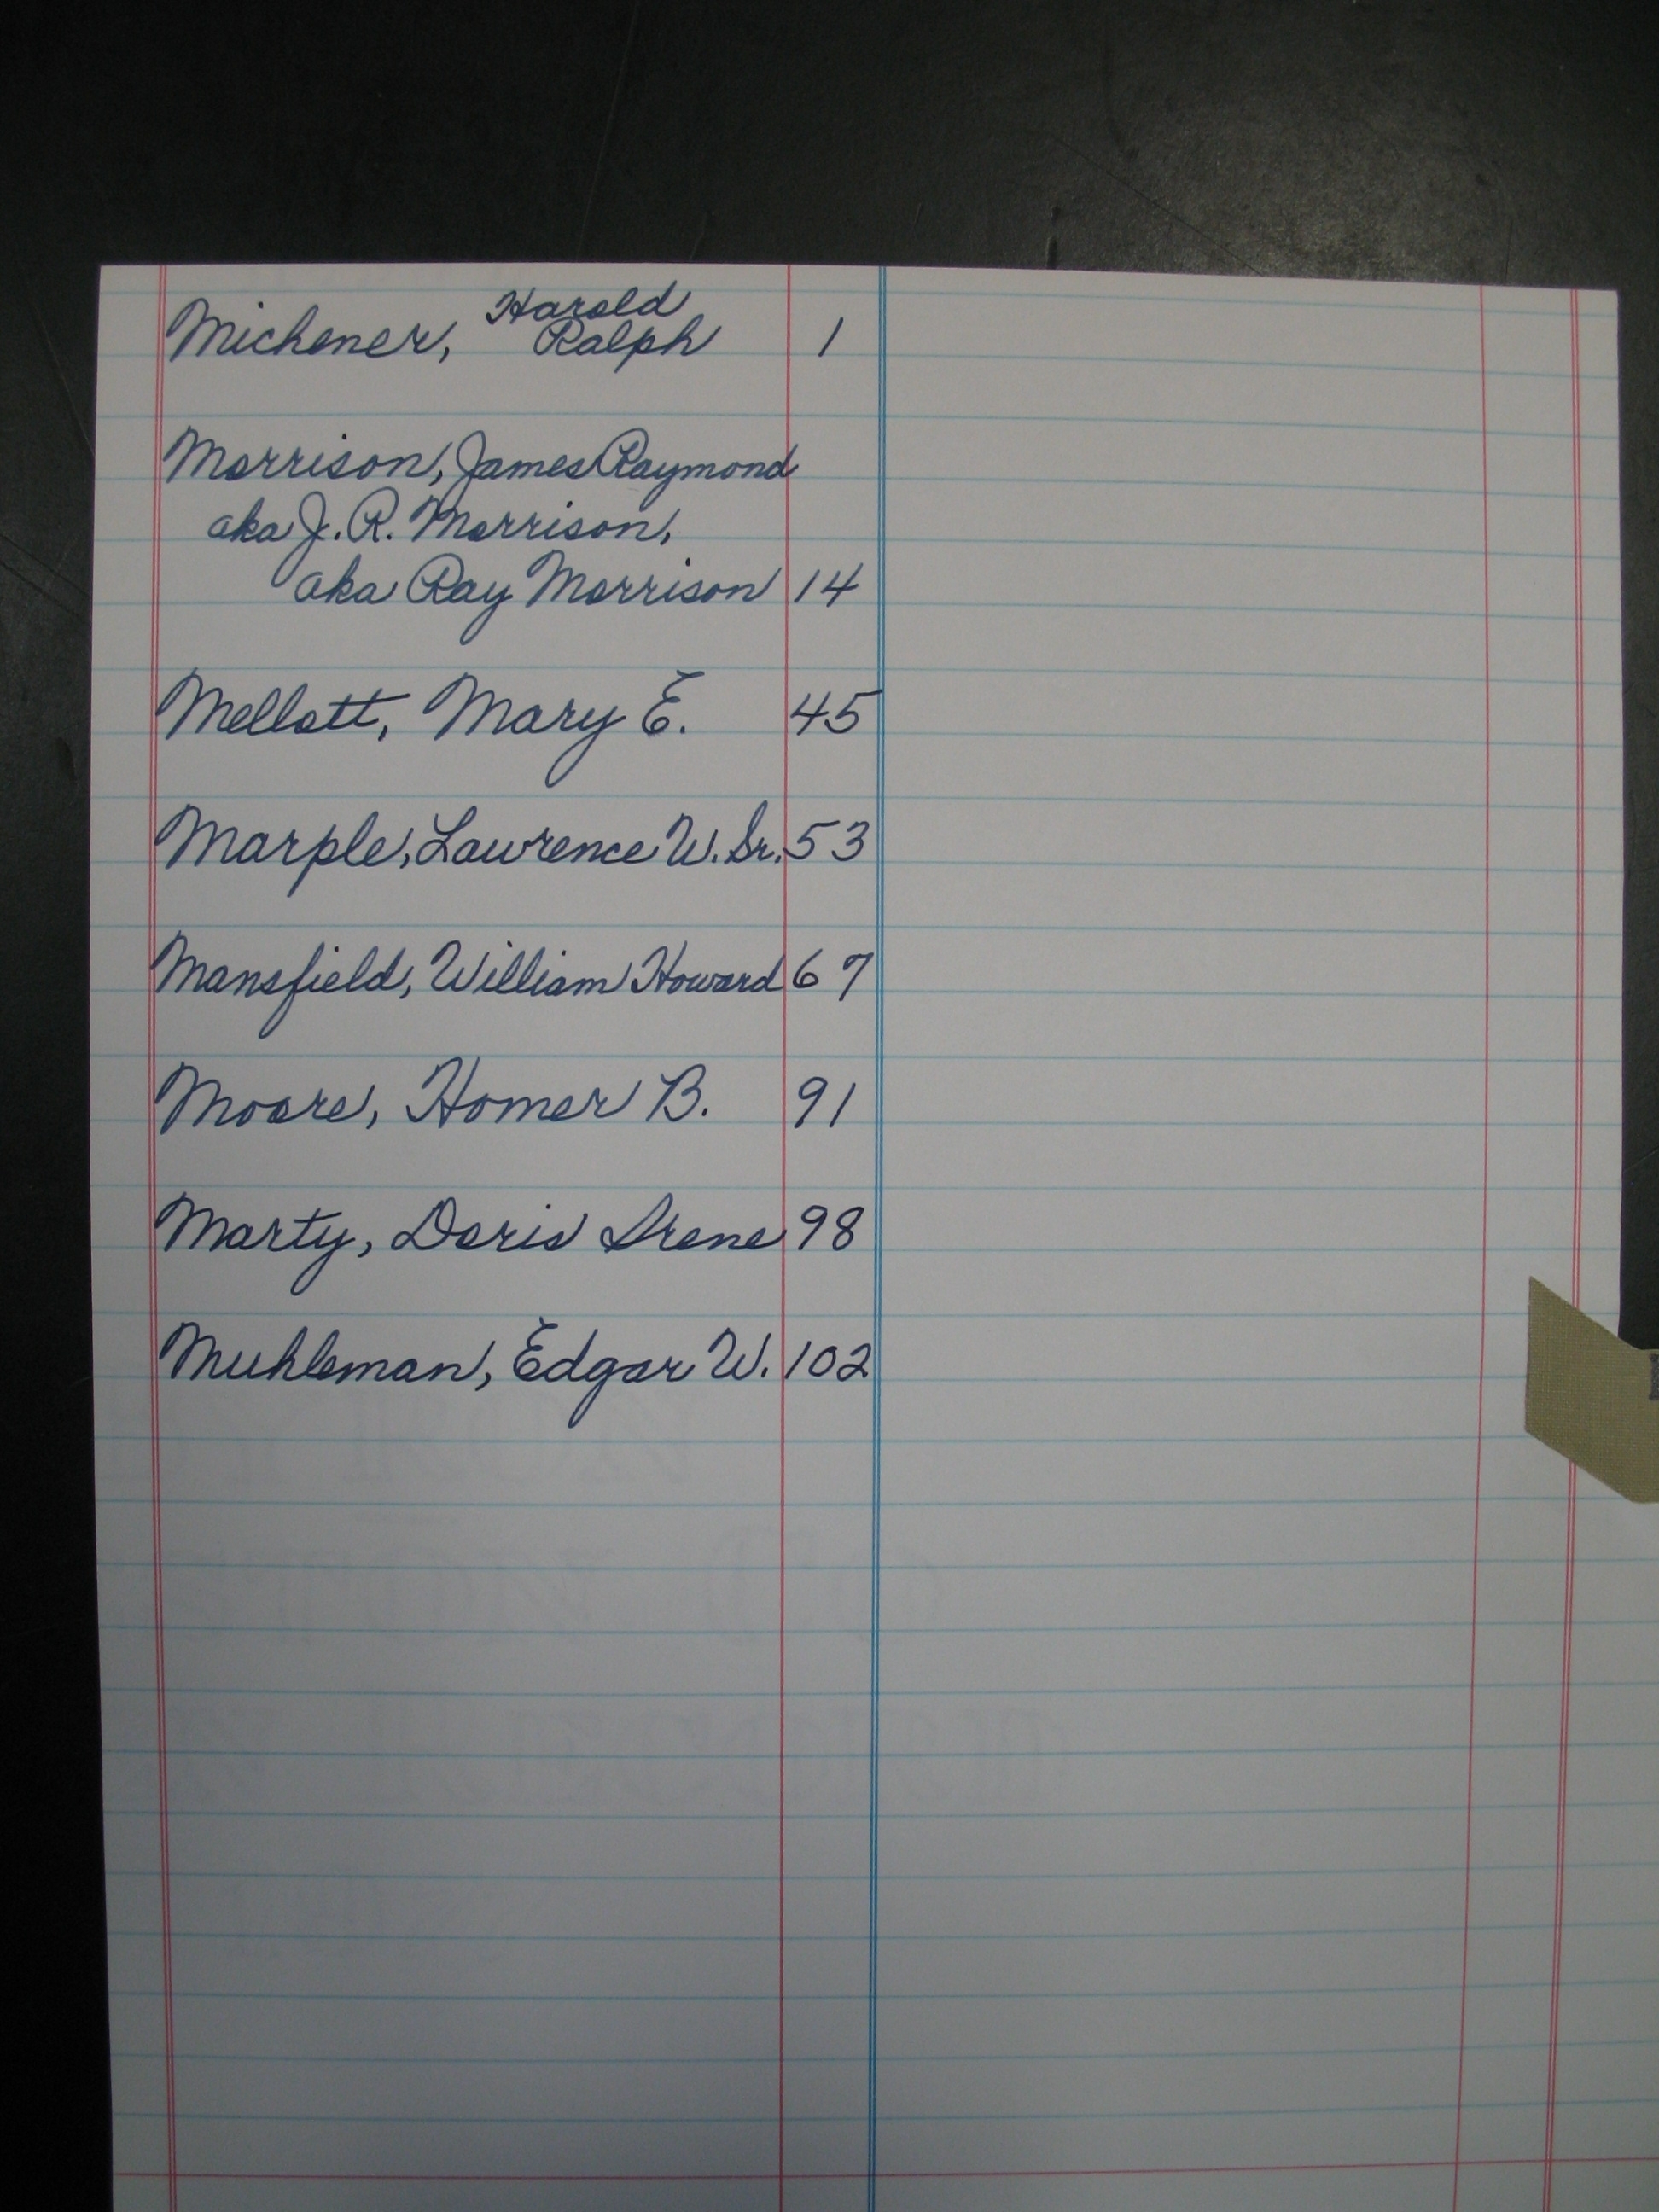 Michener, Harold Ralph 1
Morrison, James Raymond
aka J. R. Morrison,
aka Ray Morrison 14
Mellott, Mary E. 45
Marple, Lawrence W. Sr. 53
Mansfield, William Howard 67
Moore, Homer B. 91
Marty, Doris Irene 98
Muhleman, Edgar W. 102